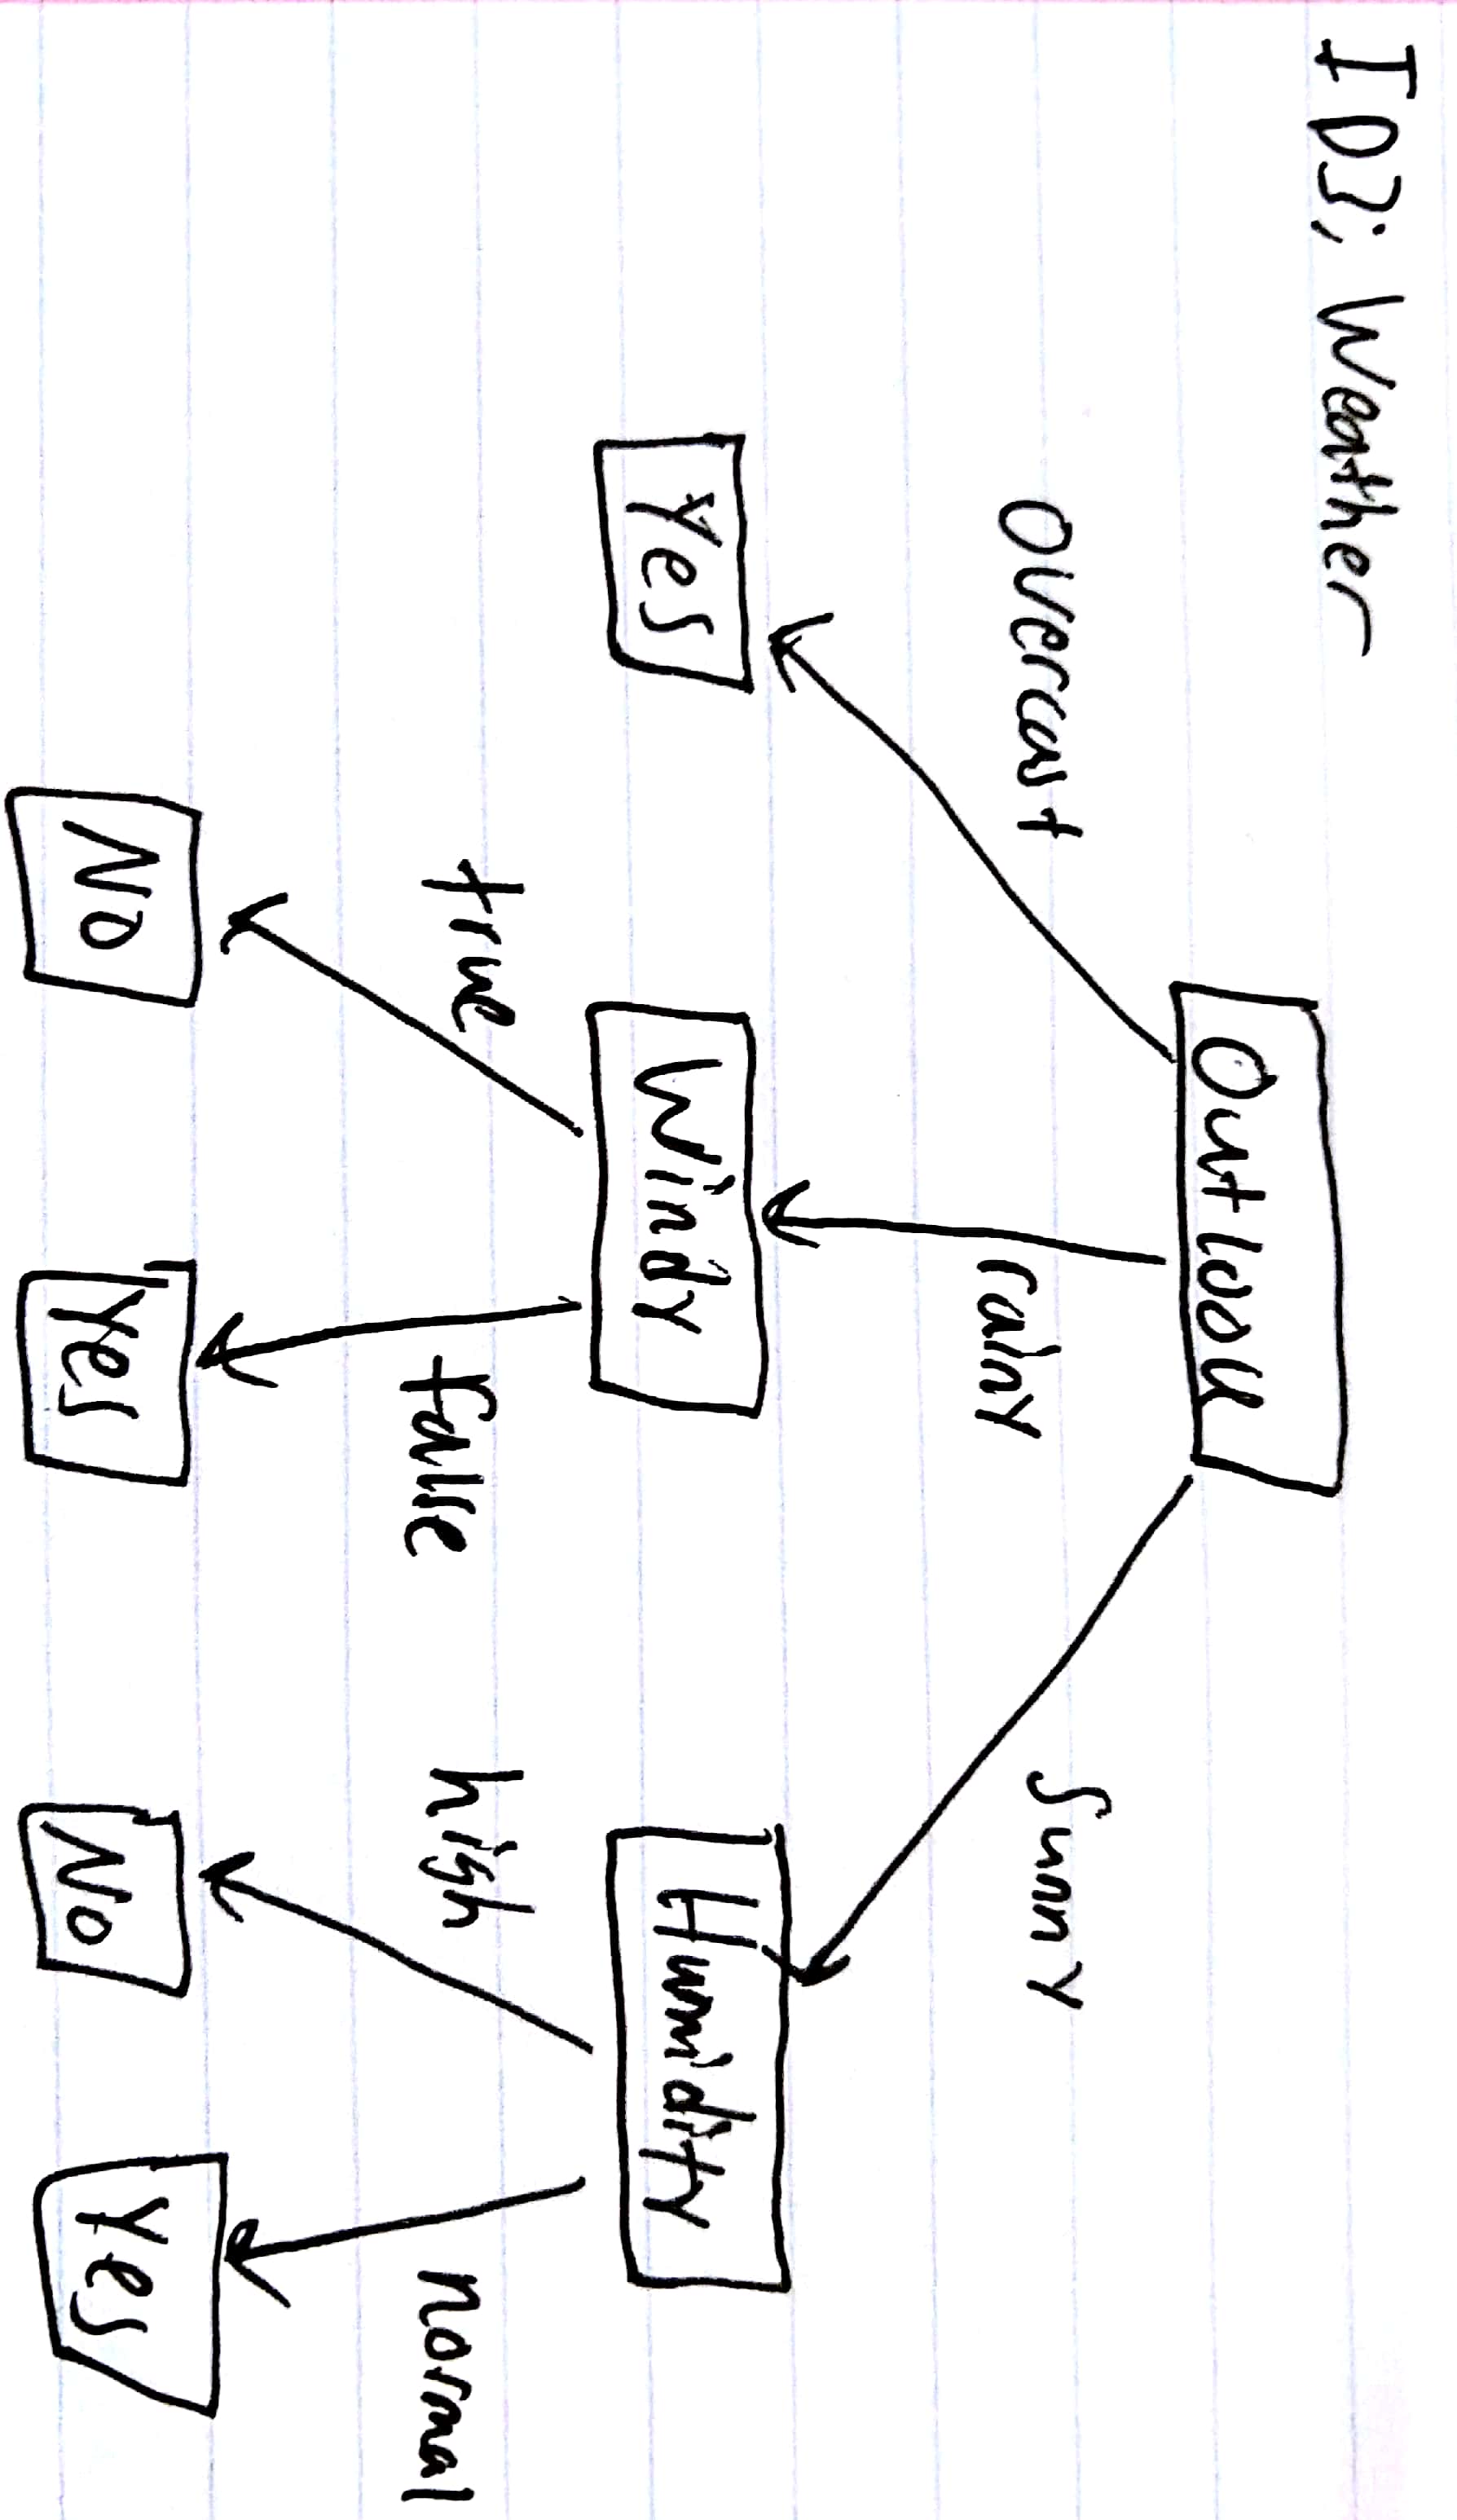 ID3: Weather
Outlook
Overcast
rainy
Sunny
Yes
Windy
Humidity
true
false
high
normal
No
Yes
No
Yes